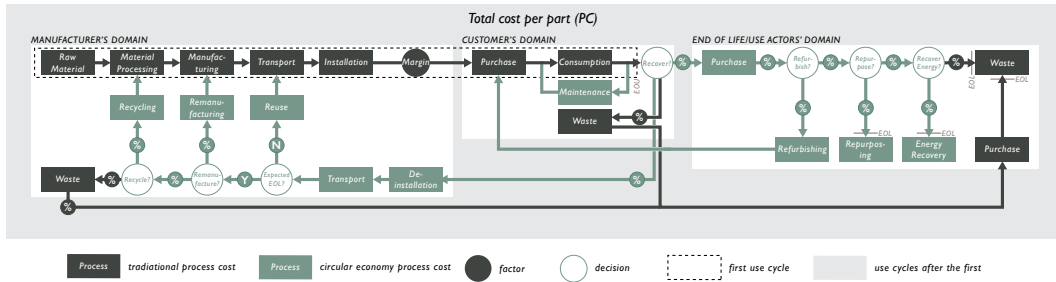 Total cost per part (PC)
MANUFACTURER'S DOMAIN
CUSTOMER'S DOMAIN
END OF LIFE/USE ACTORS' DOMAIN
Raw
Material
Material
Processing
Manufac-
turing
Transport
Installation
Margin
Purchase
Consumption
Recover?
%
Purchase
%
Refur-
bish?
%
Repur-
pose?
%
Recover
Energy?
%
EOL
Waste
EOL
Maintenance
EOU
Waste
%
Recycling
Remanu-
facturing
Reuse
%
%
N
%
%
%
Refurbishing
EOL
Repurpos-
ing
EOL
Energy
Recovery
Purchase
Waste
%
Recycle?
%
Remanu-
facture?
Y
Expected
EOL?
Transport
De-
installation
%
%
Process
tradiational process cost
Process
circular economy process cost
factor
decision
first use cycle
use cycles after the first